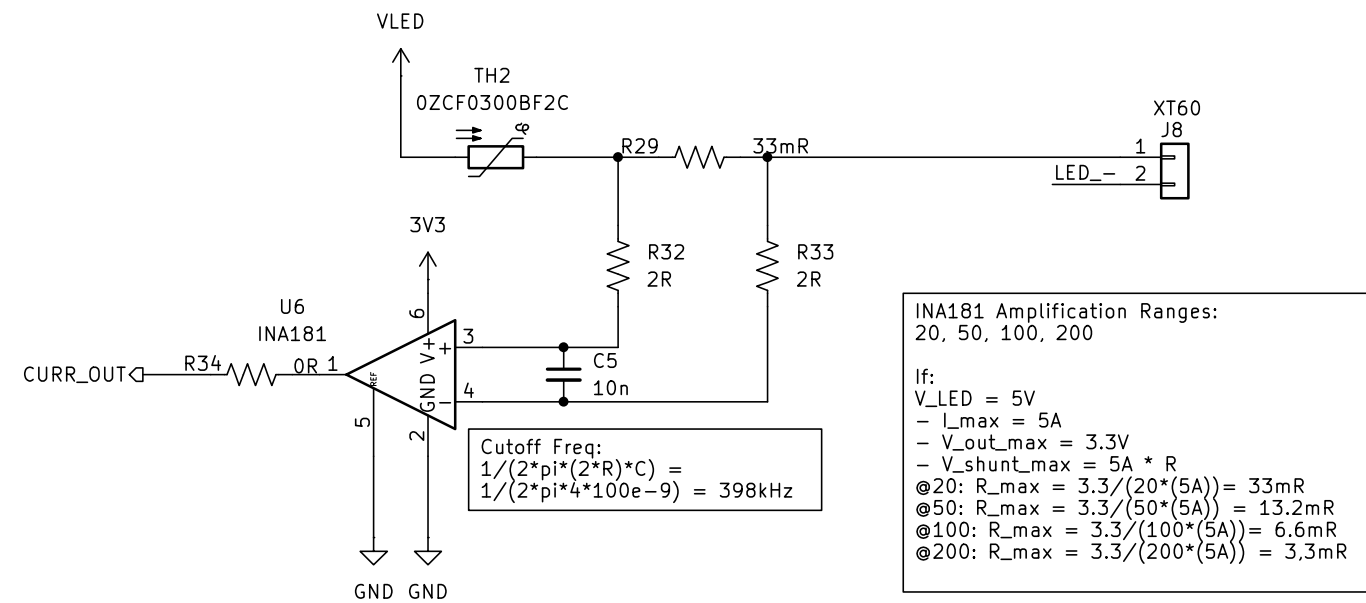 VLED
TH2
0ZCF0300BF2C
XT60
J8
R29 33mR
1
LED_- 2
3V3
R32
2R
R33
2R
U6
INA181
6
3
V+
+
CURR_OUT
R34
0R 1
REF
GND
-
4
5
2
C5
10n
GND GND
Cutoff Freq:
1/(2*pi*(2*R)*C) =
1/(2*pi*4*100e-9) = 398kHz
INA181 Amplification Ranges:
20, 50, 100, 200
If:
V_LED = 5V
- I_max = 5A
- V_out_max = 3.3V
- V_shunt_max = 5A * R
@20: R_max = 3.3/(20*(5A))= 33mR
@50: R_max = 3.3/(50*(5A)) = 13.2mR
@100: R_max = 3.3/(100*(5A))= 6.6mR
@200: R_max = 3.3/(200*(5A)) = 3,3mR